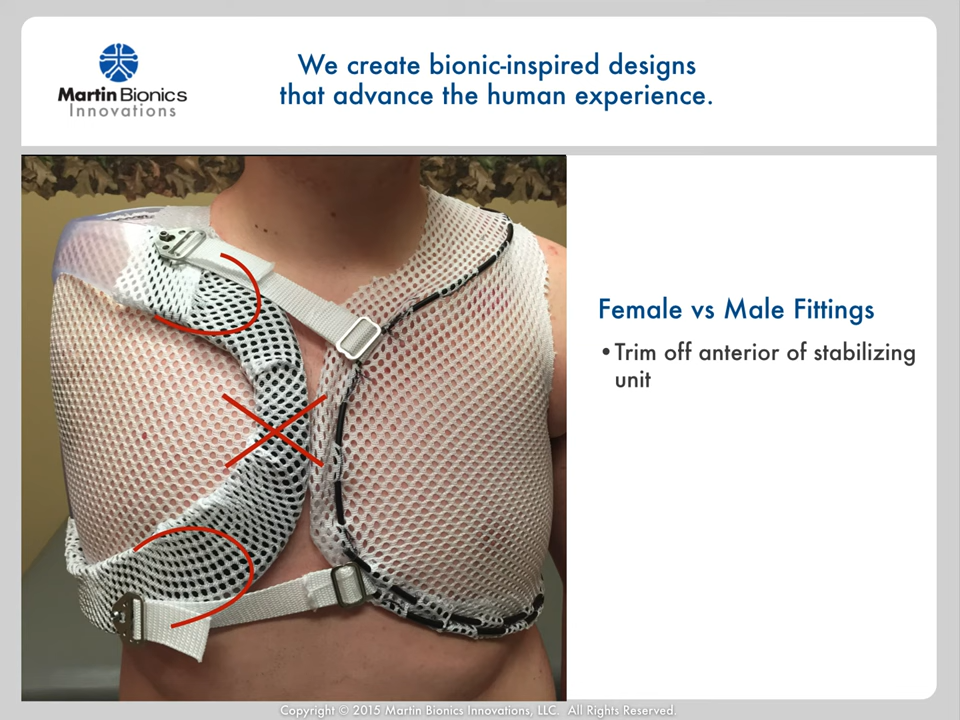 Martin Bionics
Innovations
We create bionic-inspired designs
that advance the human experience.
Female vs Male Fittings
•Trim off anterior of stabilizing
unit
Copyright © 2015 Martin Bionics Innovations, LLC. All Rights Reserved.